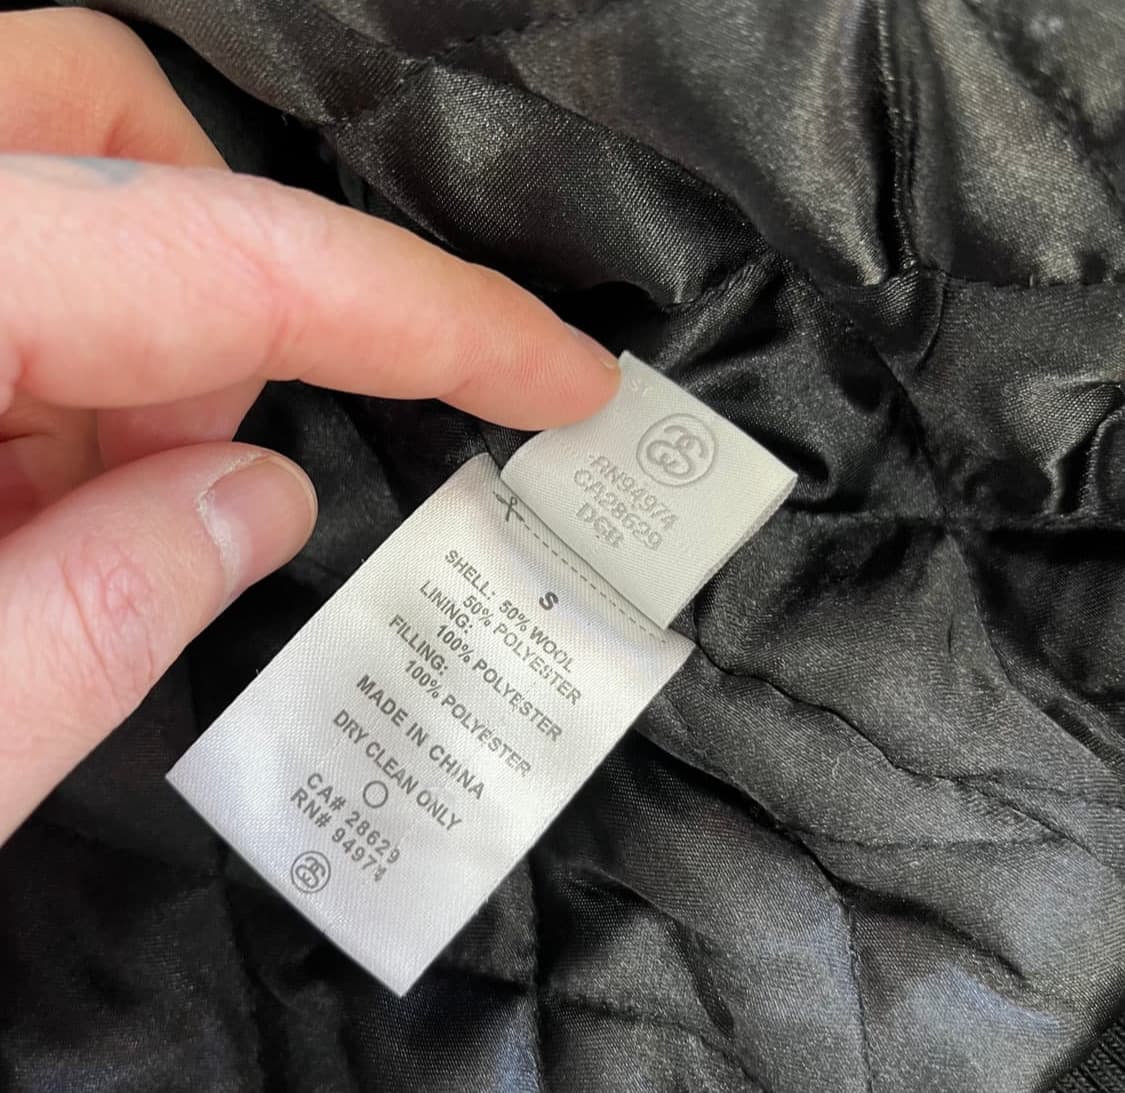 RN94974
CA28629
S
SHELL: 50% WOOL
50% POLYESTER
LINING:
100% POLYESTER
FILLING:
100% POLYESTER
MADE IN CHINA
DRY CLEAN ONLY
CA# 28629
RN# 94974